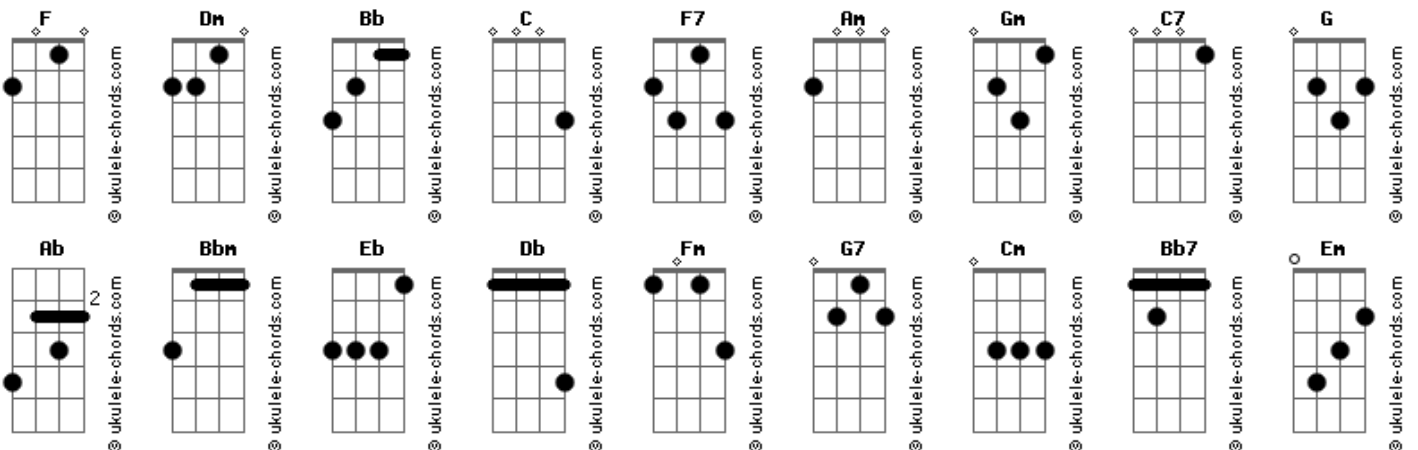 F Dm Bb C F7 Am Gm C7 G
© ukulele-chords.com © ukulele-chords.com © ukulele-chords.com © ukulele-chords.com © ukulele-chords.com © ukulele-chords.com © ukulele-chords.com © ukulele-chords.com © ukulele-chords.com
Ab Bbm Eb Db Fm G7 Cm Bb7 Em
2
© ukulele-chords.com © ukulele-chords.com © ukulele-chords.com © ukulele-chords.com © ukulele-chords.com © ukulele-chords.com © ukulele-chords.com © ukulele-chords.com © ukulele-chords.com